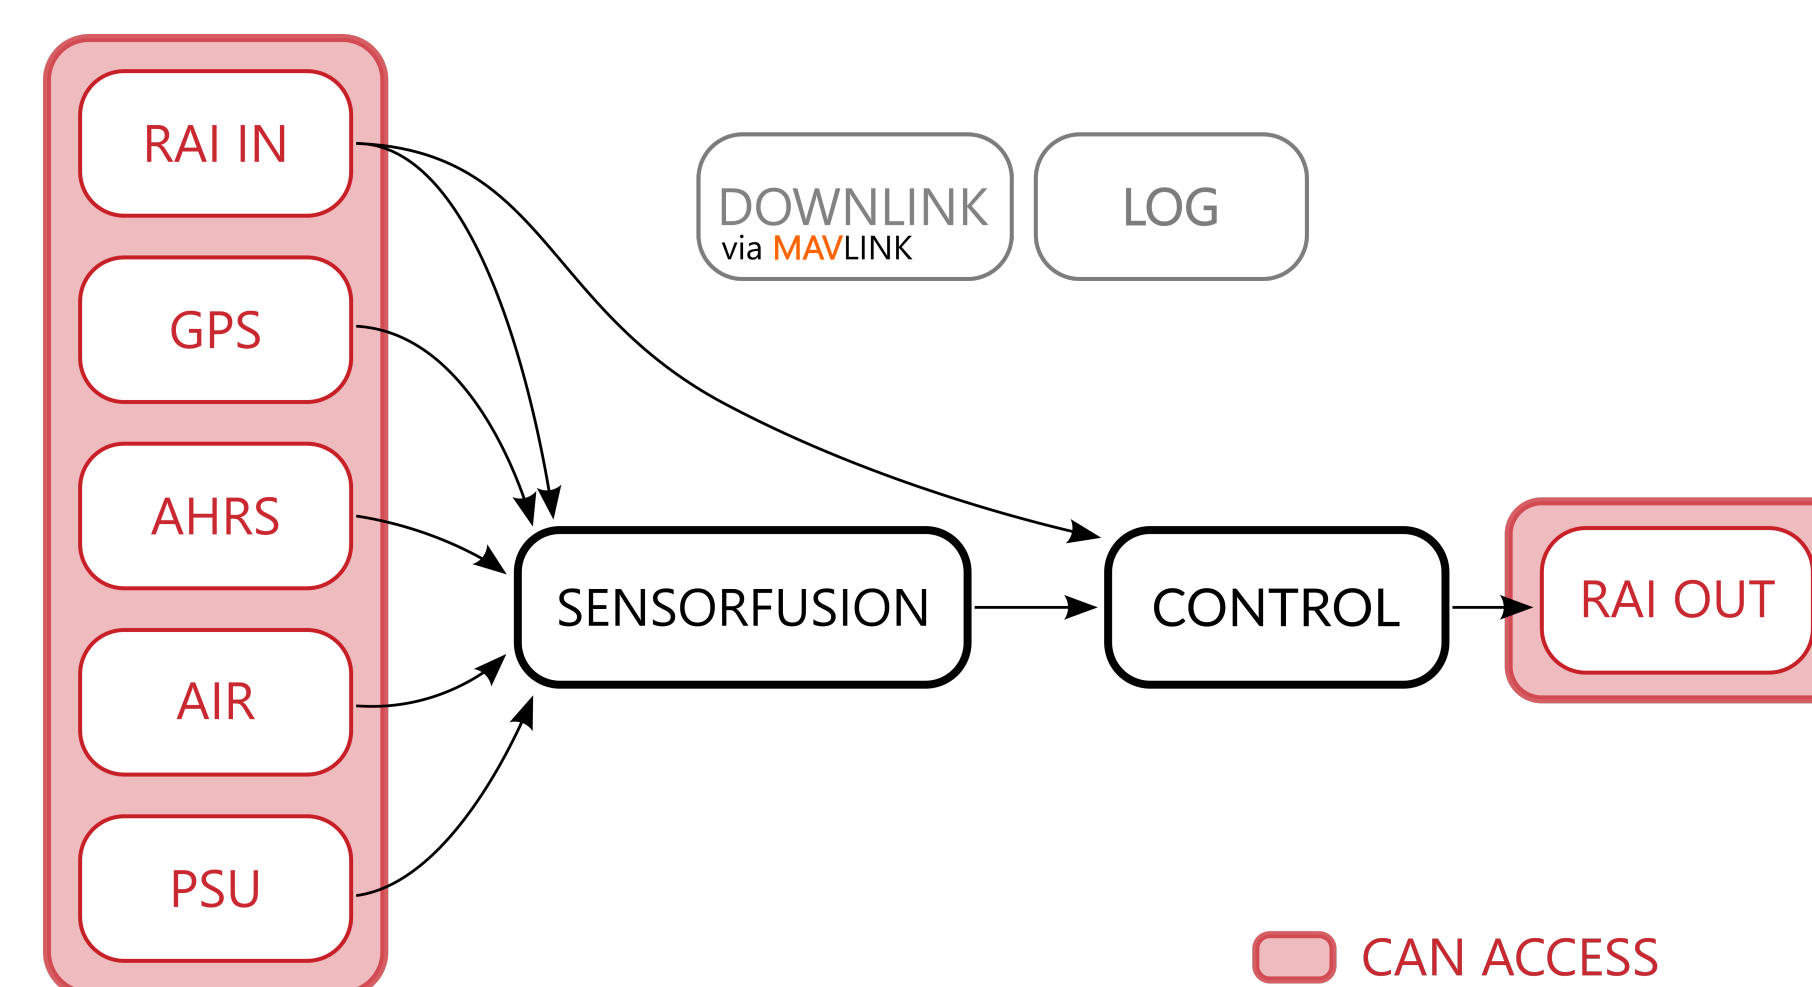 RAI IN
GPS
AHRS
AIR
PSU
DOWNLINK
via MAVLINK
LOG
SENSORFUSION
CONTROL
RAI OUT
CAN ACCESS